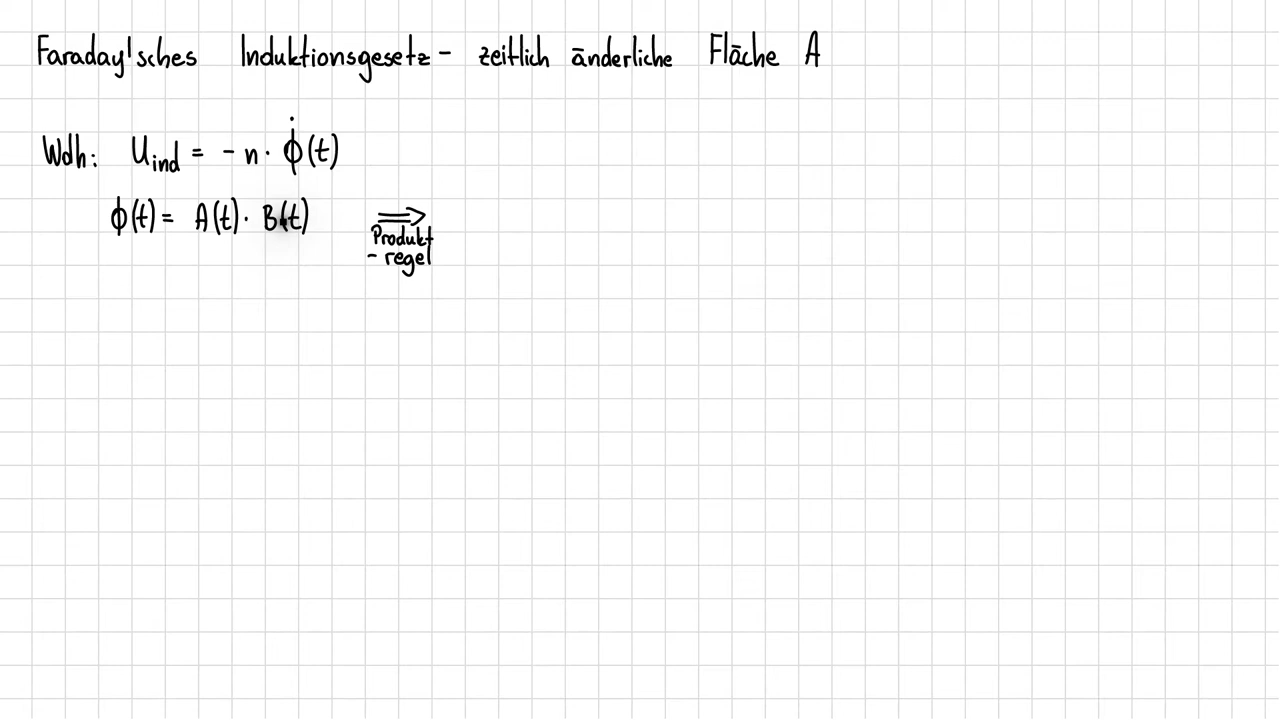 Faraday'sches Induktionsgesetz - zeitlich änderliche Fläche A
Wdh: U_ind = - n · ϕ̇(t)
ϕ(t) = A(t) · B(t) ⟹
Produkt
- regel